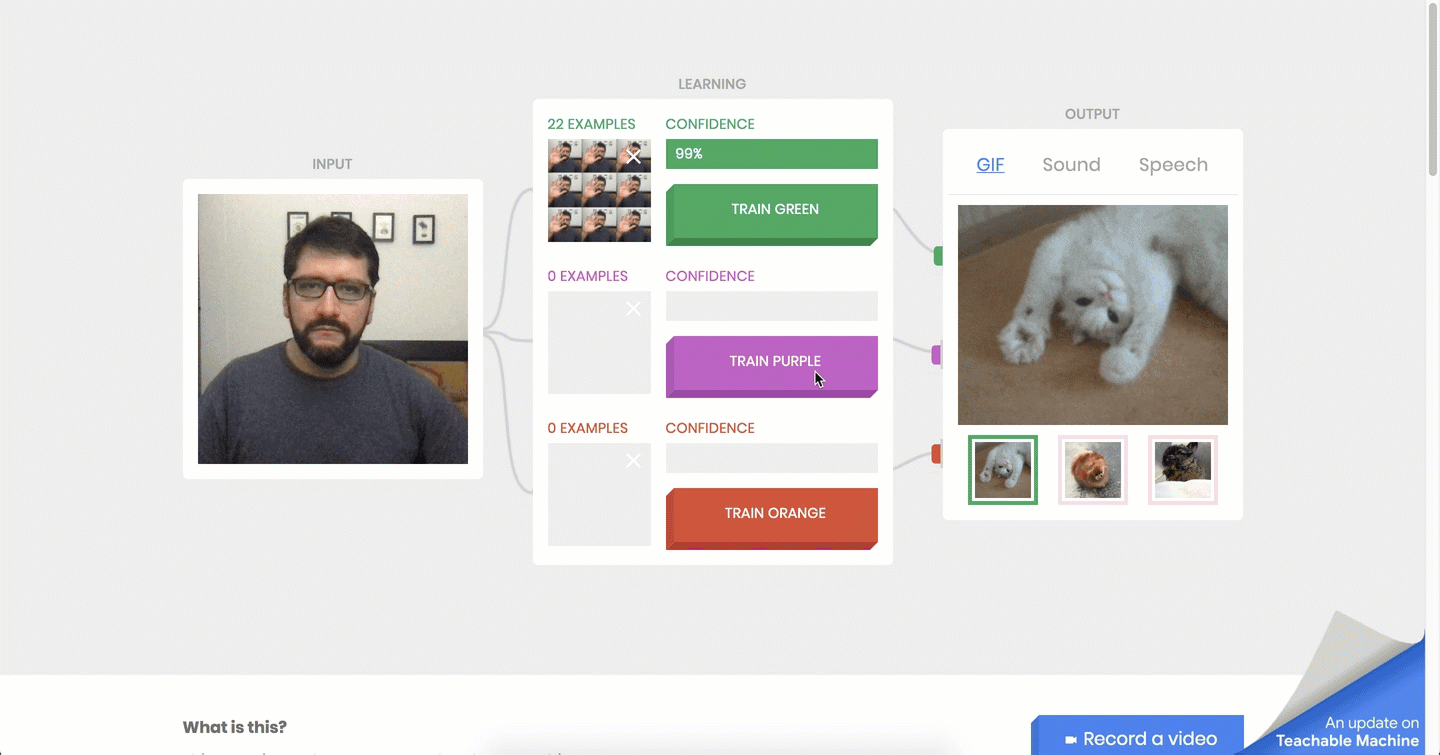 LEARNING
OUTPUT
INPUT
22 EXAMPLES
CONFIDENCE
99%
TRAIN GREEN
0 EXAMPLES
CONFIDENCE
TRAIN PURPLE
0 EXAMPLES
CONFIDENCE
TRAIN ORANGE
GIF Sound Speech
What is this?
Record a video
An update on
Teachable Machine